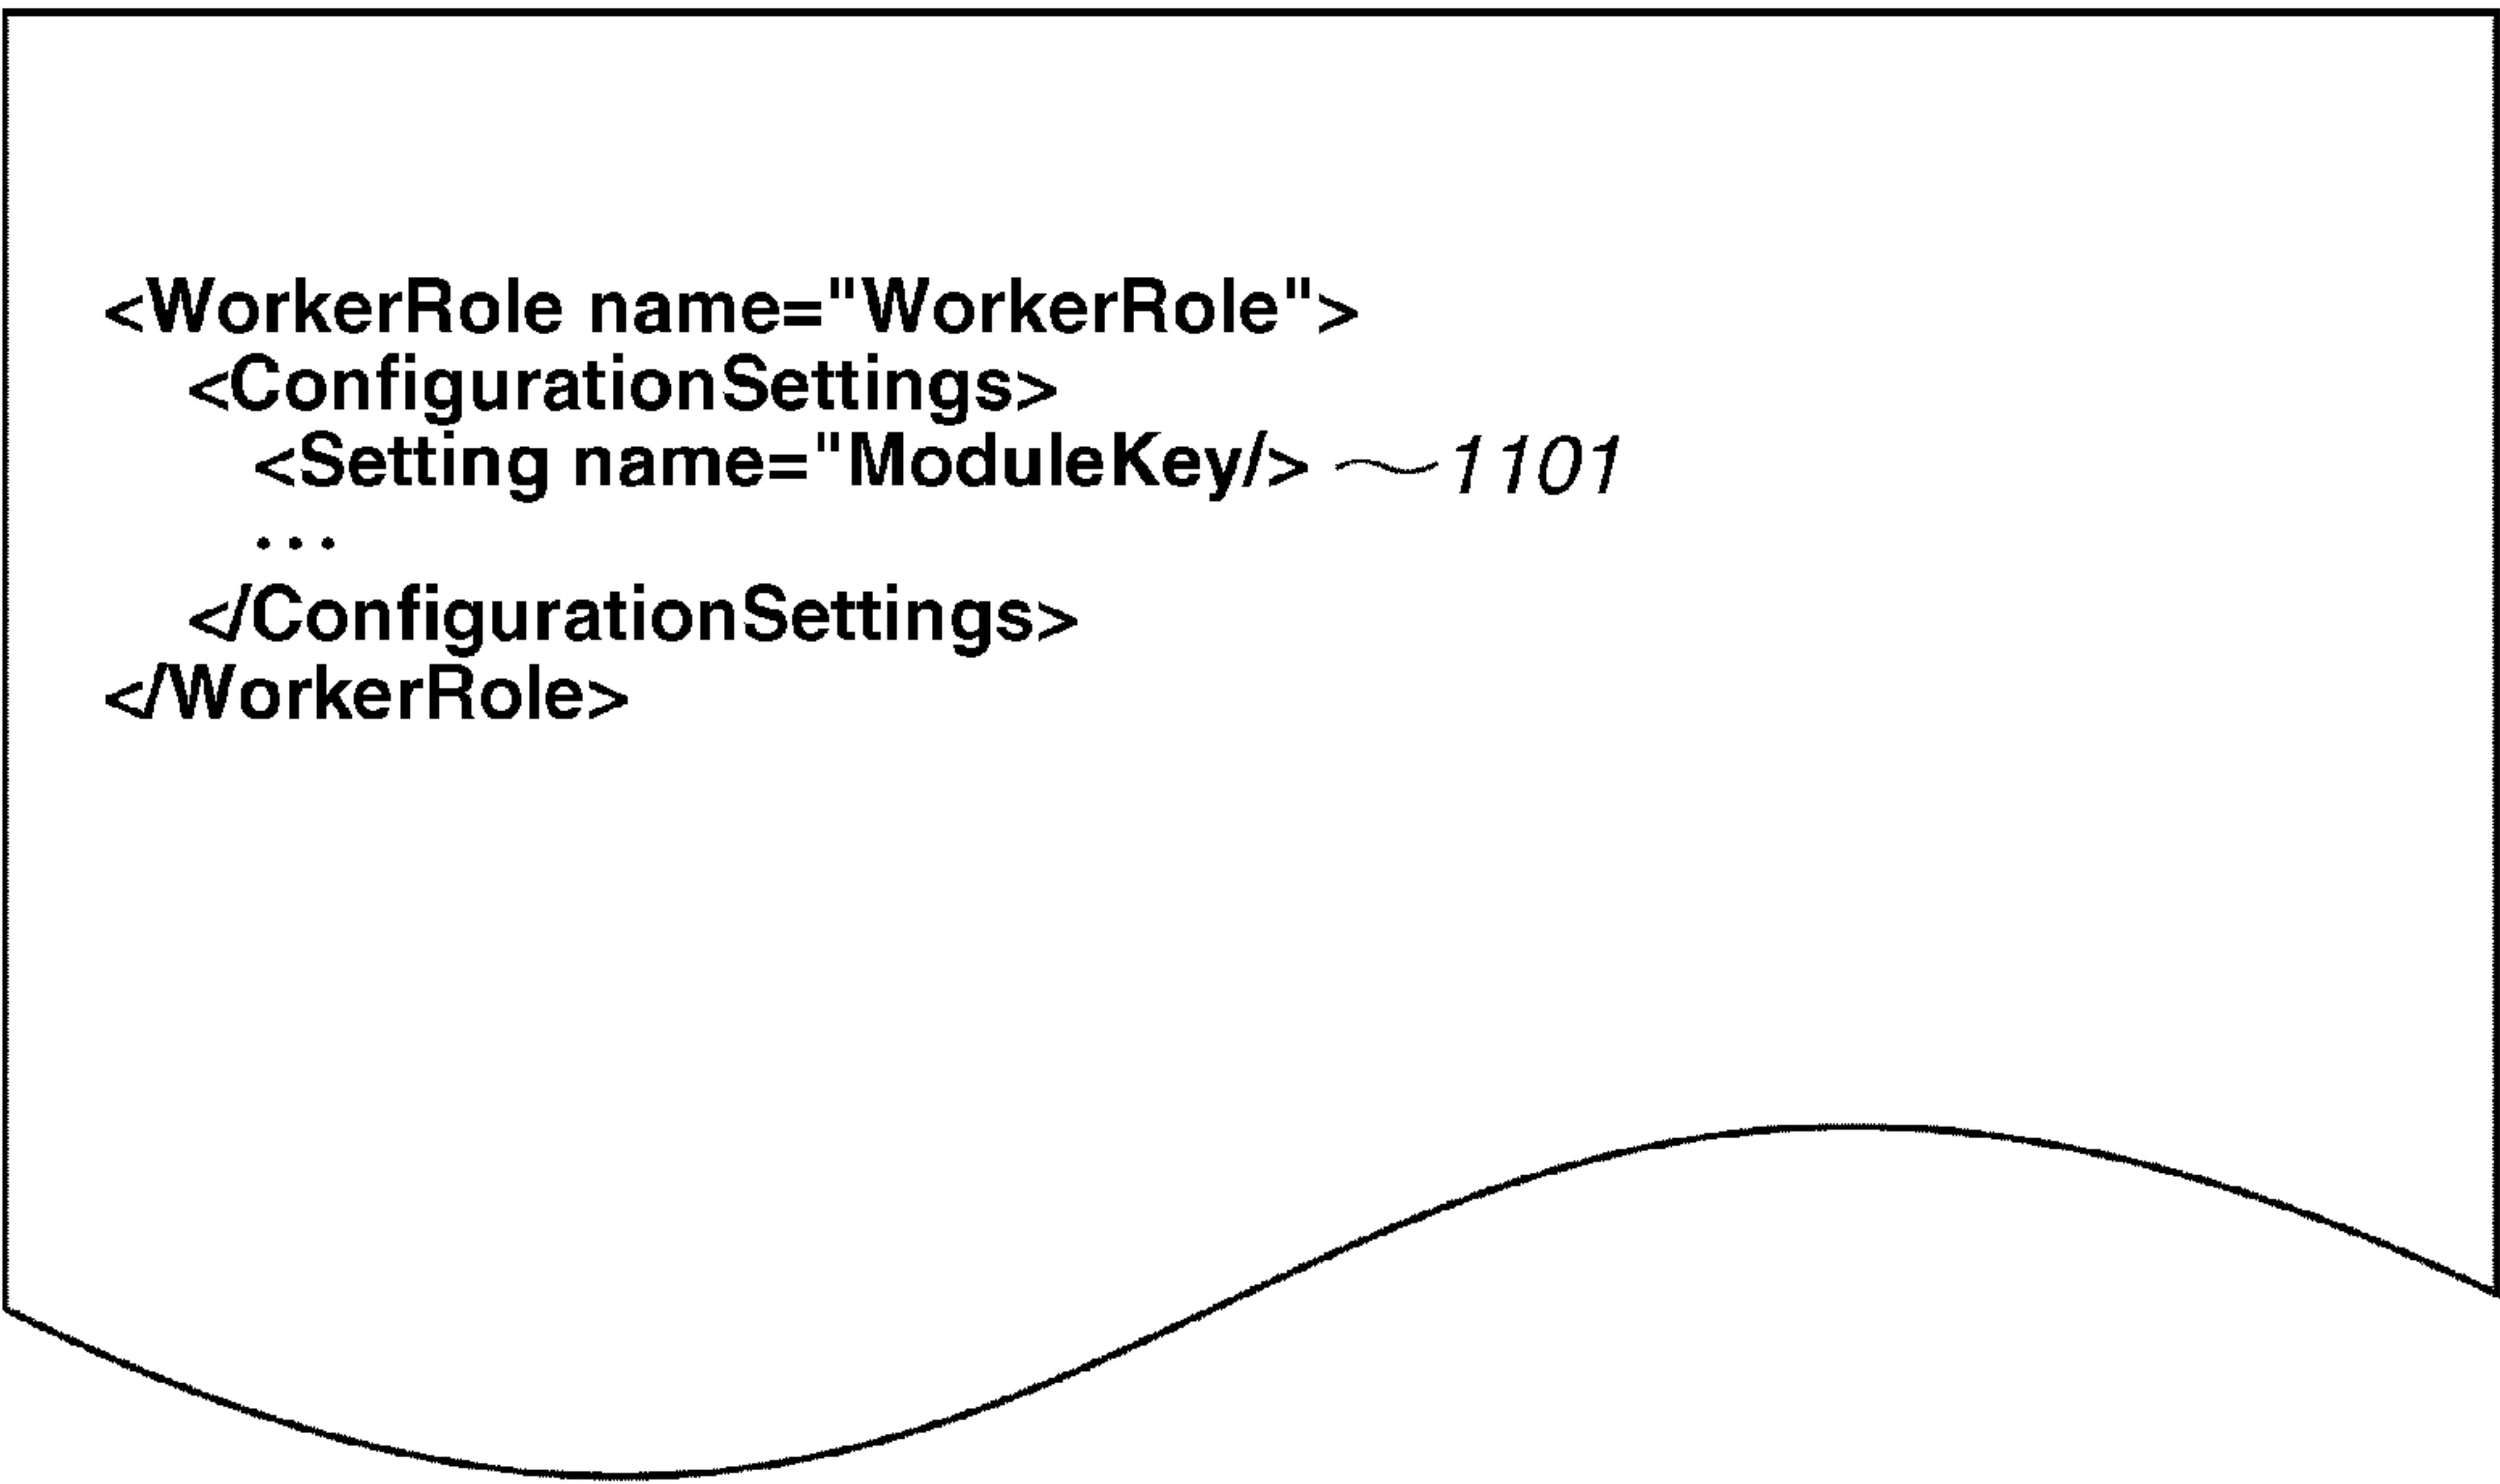 <WorkerRole name="WorkerRole">
<ConfigurationSettings>
<Setting name="ModuleKey/> 1101
...
</ConfigurationSettings>
</WorkerRole>